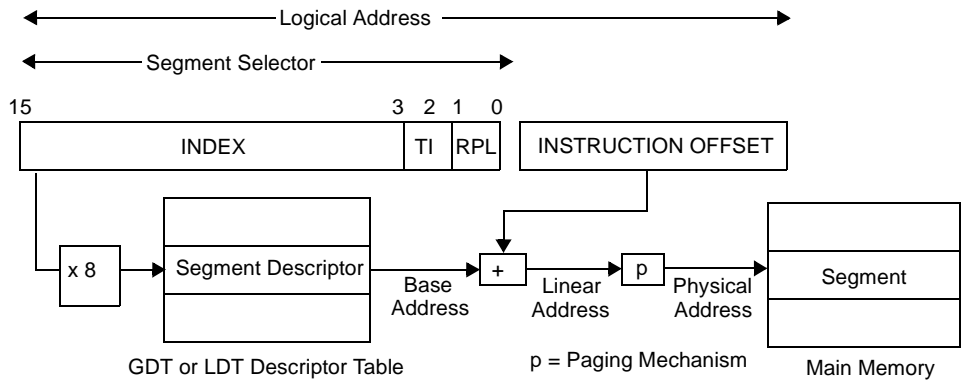 Logical Address
Segment Selector
15 3 2 1 0
INDEX TI RPL INSTRUCTION OFFSET
x 8 Segment Descriptor + p Segment
Base Address
Linear Address
Physical Address
GDT or LDT Descriptor Table
p = Paging Mechanism
Main Memory